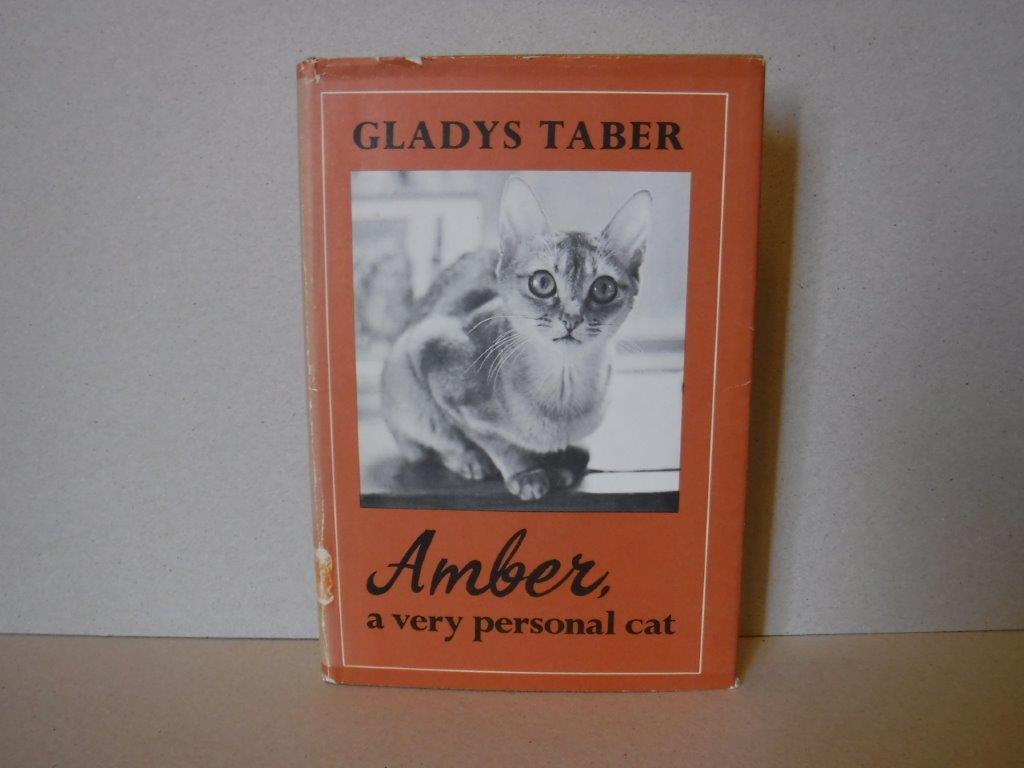 GLADYS TABER
Amber,
a very personal cat